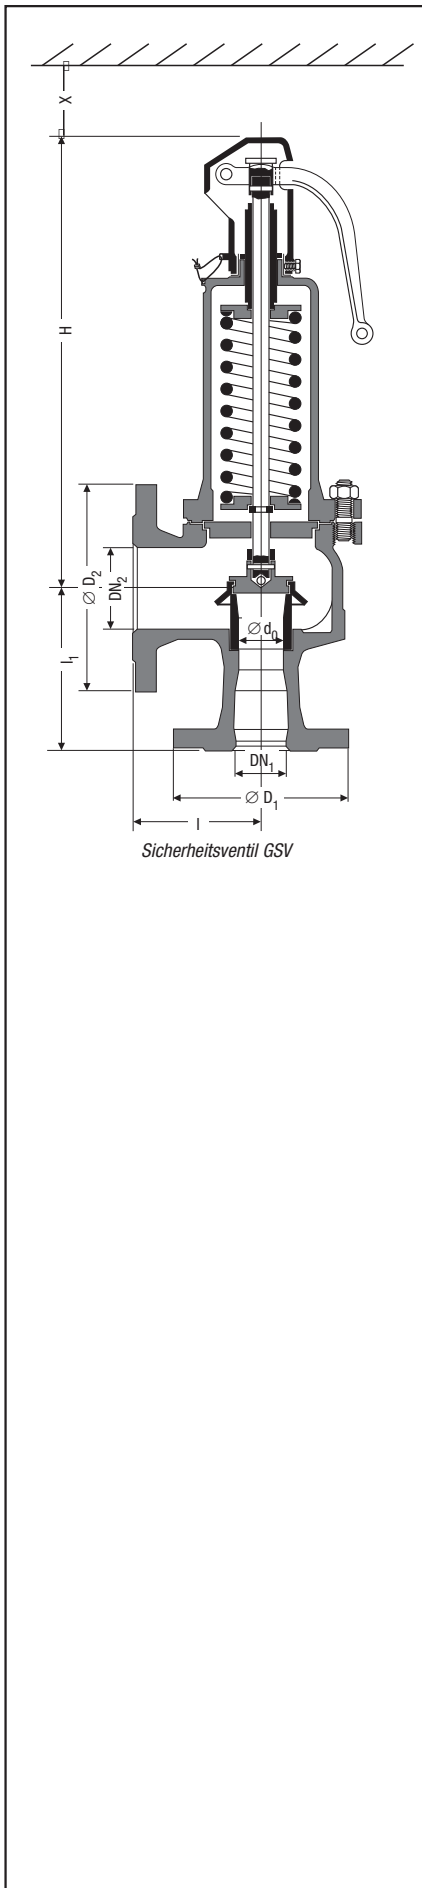 X
H
Ø D₂
DN₂
l₁
Ø d₀
DN₁
Ø D₁
l
Sicherheitsventil GSV